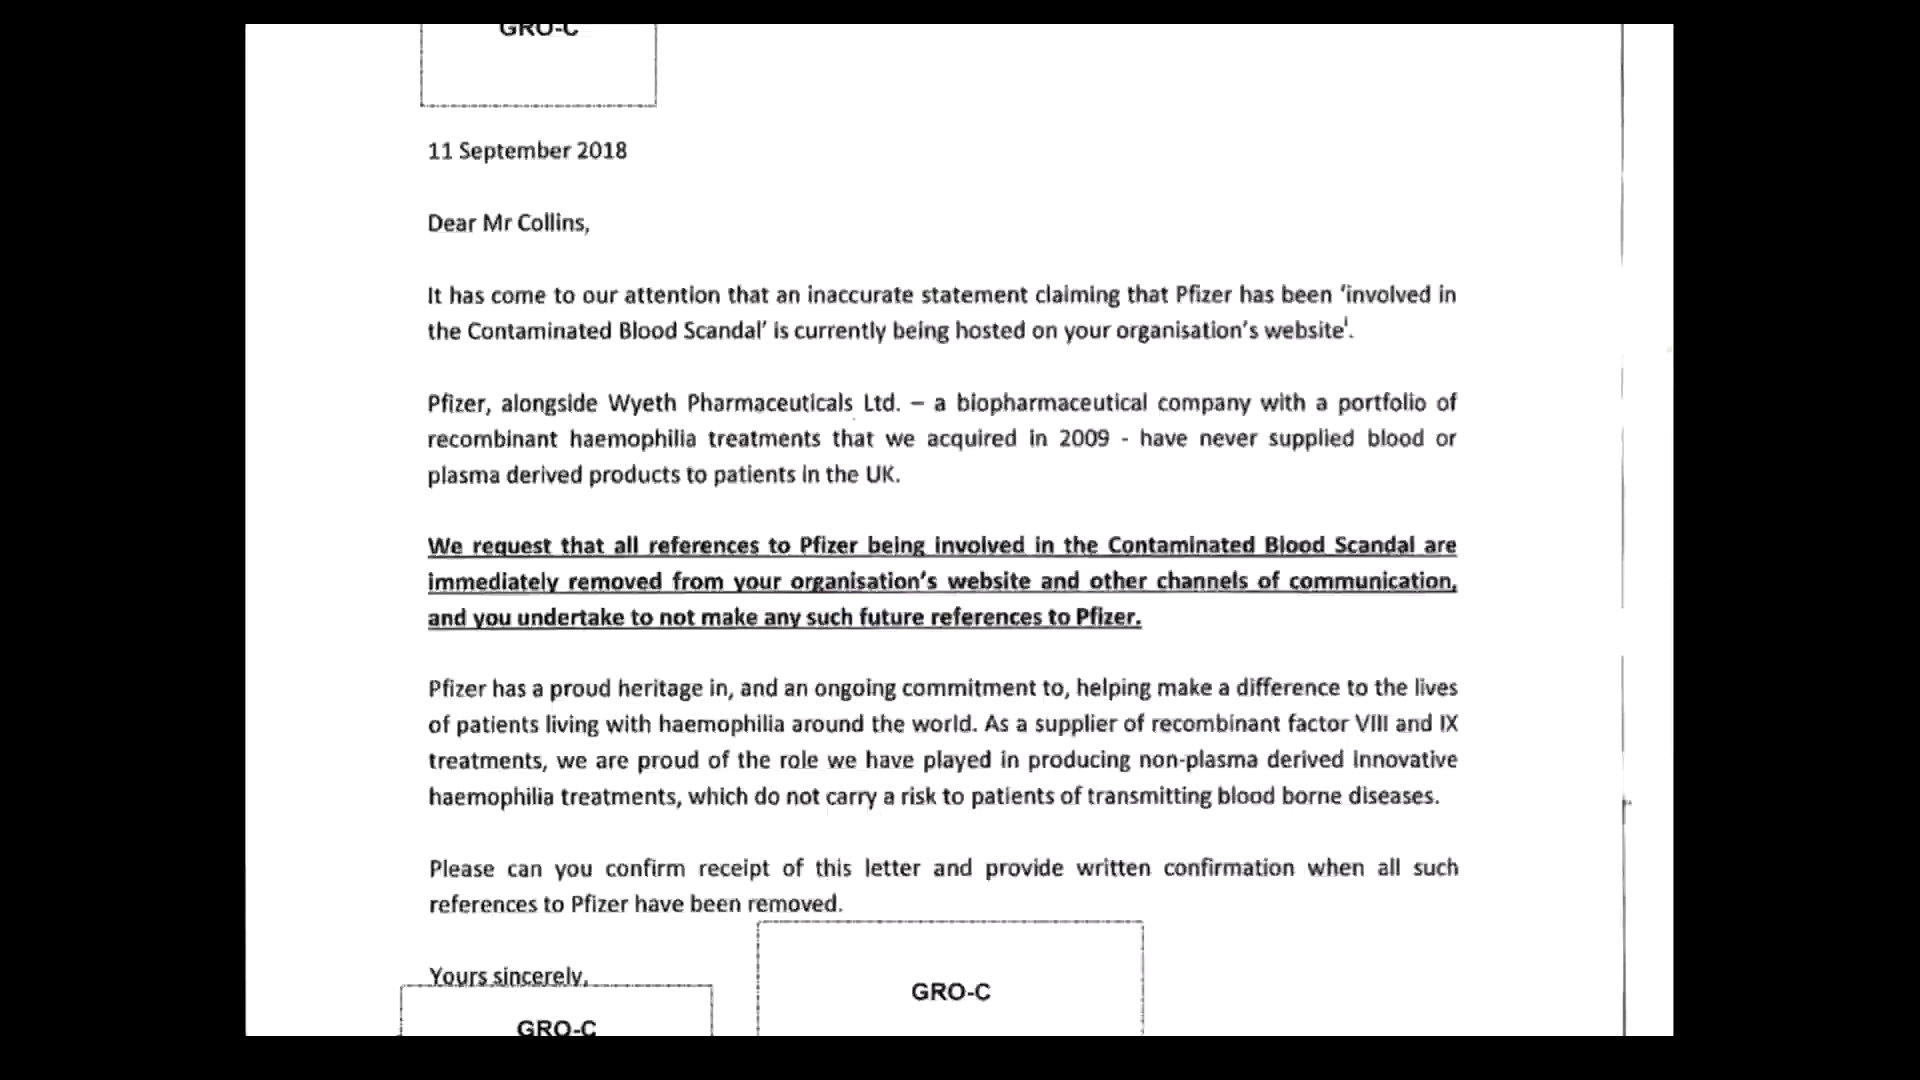 GRO-C
11 September 2018
Dear Mr Collins,
It has come to our attention that an inaccurate statement claiming that Pfizer has been ‘involved in
the Contaminated Blood Scandal’ is currently being hosted on your organisation’s websiteⁱ.
Pfizer, alongside Wyeth Pharmaceuticals Ltd. – a biopharmaceutical company with a portfolio of
recombinant haemophilia treatments that we acquired in 2009 - have never supplied blood or
plasma derived products to patients in the UK.
We request that all references to Pfizer being involved in the Contaminated Blood Scandal are
immediately removed from your organisation’s website and other channels of communication,
and you undertake to not make any such future references to Pfizer.
Pfizer has a proud heritage in, and an ongoing commitment to, helping make a difference to the lives
of patients living with haemophilia around the world. As a supplier of recombinant factor VIII and IX
treatments, we are proud of the role we have played in producing non-plasma derived innovative
haemophilia treatments, which do not carry a risk to patients of transmitting blood borne diseases.
Please can you confirm receipt of this letter and provide written confirmation when all such
references to Pfizer have been removed.
Yours sincerely,
GRO-C
GRO-C